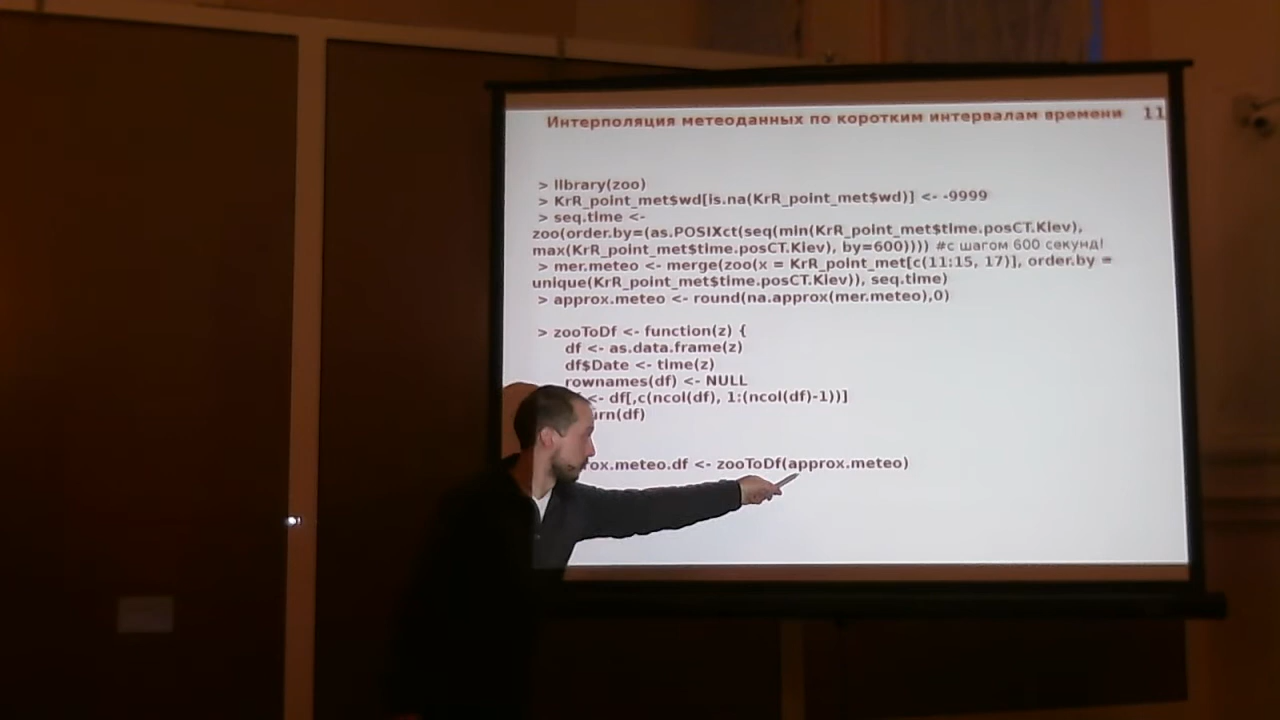 Интерполяция метеоданных по коротким интервалам времени 11
> library(zoo)
> KrR_point_met$wd[is.na(KrR_point_met$wd)] <- -9999
> seq.time <-
zoo(order.by=(as.POSIXct(seq(min(KrR_point_met$time.posCT.Kiev),
max(KrR_point_met$time.posCT.Kiev), by=600)))) #с шагом 600 секунд!
> mer.meteo <- merge(zoo(x = KrR_point_met[c(11:15, 17)], order.by =
unique(KrR_point_met$time.posCT.Kiev)), seq.time)
> approx.meteo <- round(na.approx(mer.meteo),0)
> zooToDf <- function(z) {
df <- as.data.frame(z)
df$Date <- time(z)
rownames(df) <- NULL
<- df[,c(ncol(df), 1:(ncol(df)-1))]
urn(df)
rox.meteo.df <- zooToDf(approx.meteo)